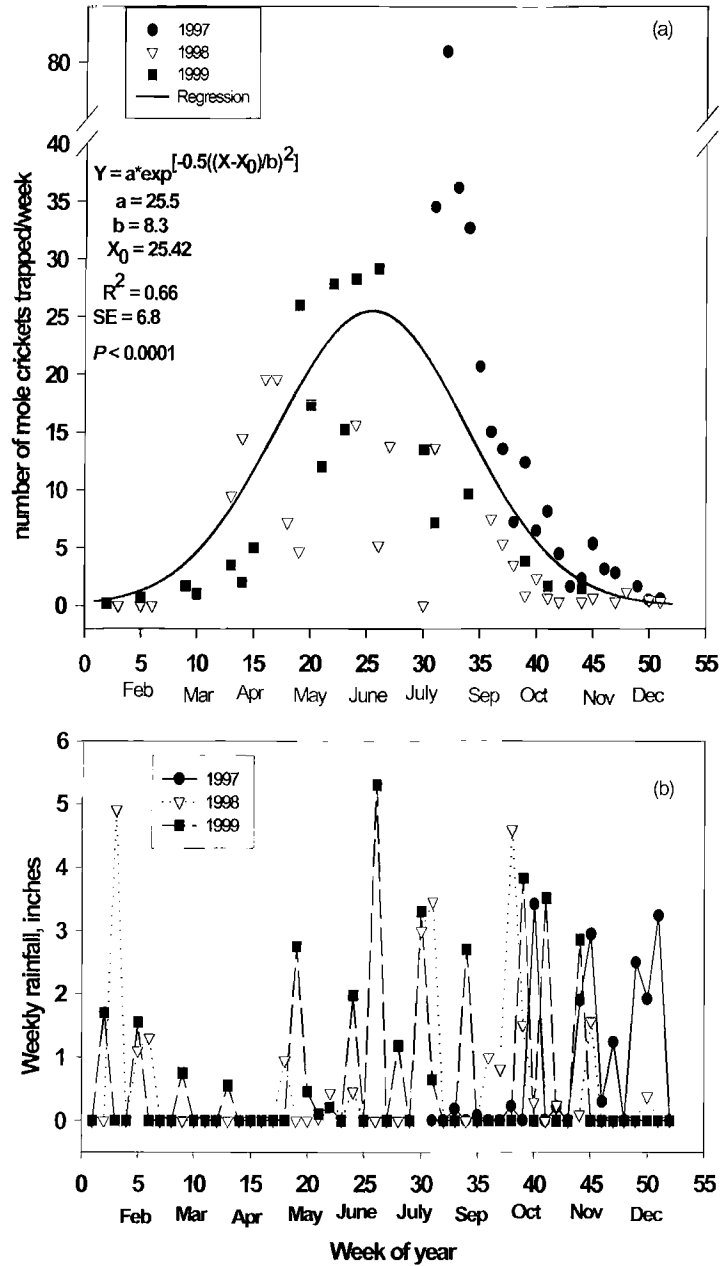 (a)
1997
1998
1999
Regression
80
40
35
30
25
20
15
10
5
0
number of mole crickets trapped/week
Y = a*exp[-0.5((X-X0)/b)2]
a = 25.5
b = 8.3
X0 = 25.42
R2 = 0.66
SE = 6.8
P < 0.0001
0 5 10 15 20 25 30 35 40 45 50 55
Feb Mar Apr May June July Sep Oct Nov Dec
(b)
1997
1998
1999
6
5
4
3
2
1
0
Weekly rainfall, inches
0 5 10 15 20 25 30 35 40 45 50 55
Feb Mar Apr May June July Sep Oct Nov Dec
Week of year